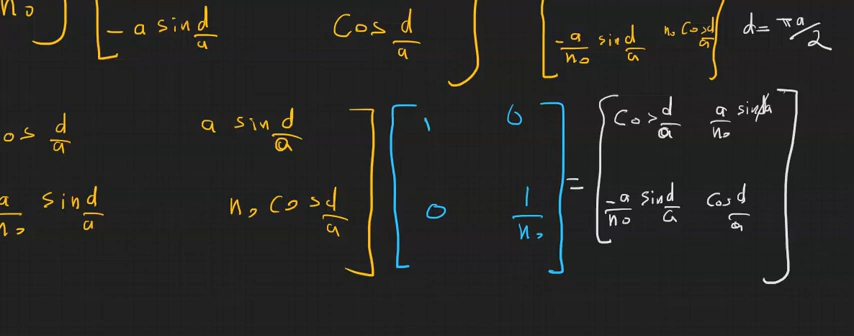 n₀] [ -a sin d/a   cos d/a ]   [ -a/n₀ sin d/a   n₀ cos d/a ]   d = πa/2
os d/a   a sin d/a ] [ 1   0 ] = [ cos d/a   a/n₀ sin d/a ]
a/n₀ sin d/a   n₀ cos d/a ] [ 0   1/n₀ ]   [ -a/n₀ sin d/a   cos d/a ]